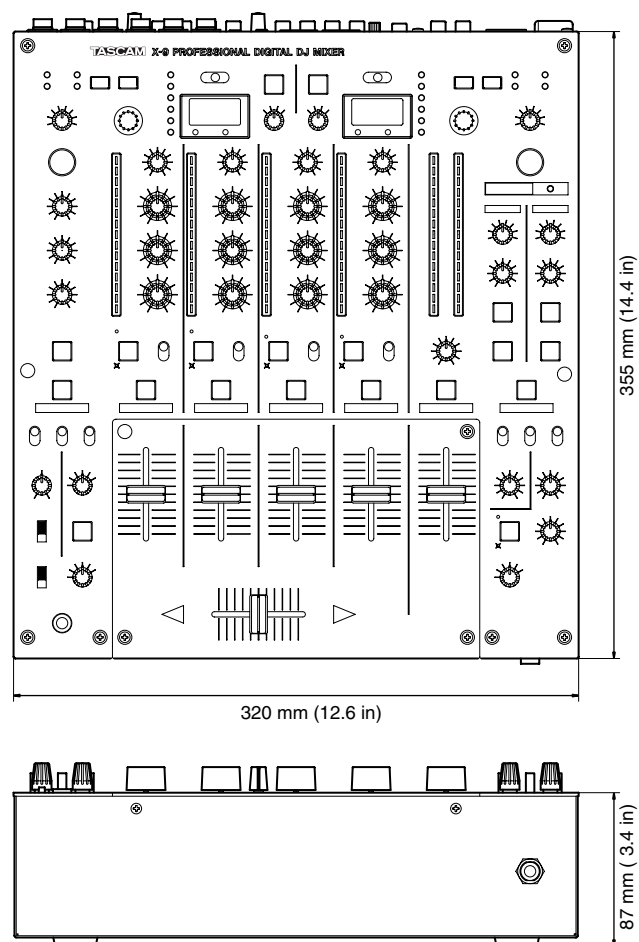 TASCAM X-9 PROFESSIONAL DIGITAL DJ MIXER
355 mm (14.4 in)
320 mm (12.6 in)
87 mm ( 3.4 in)